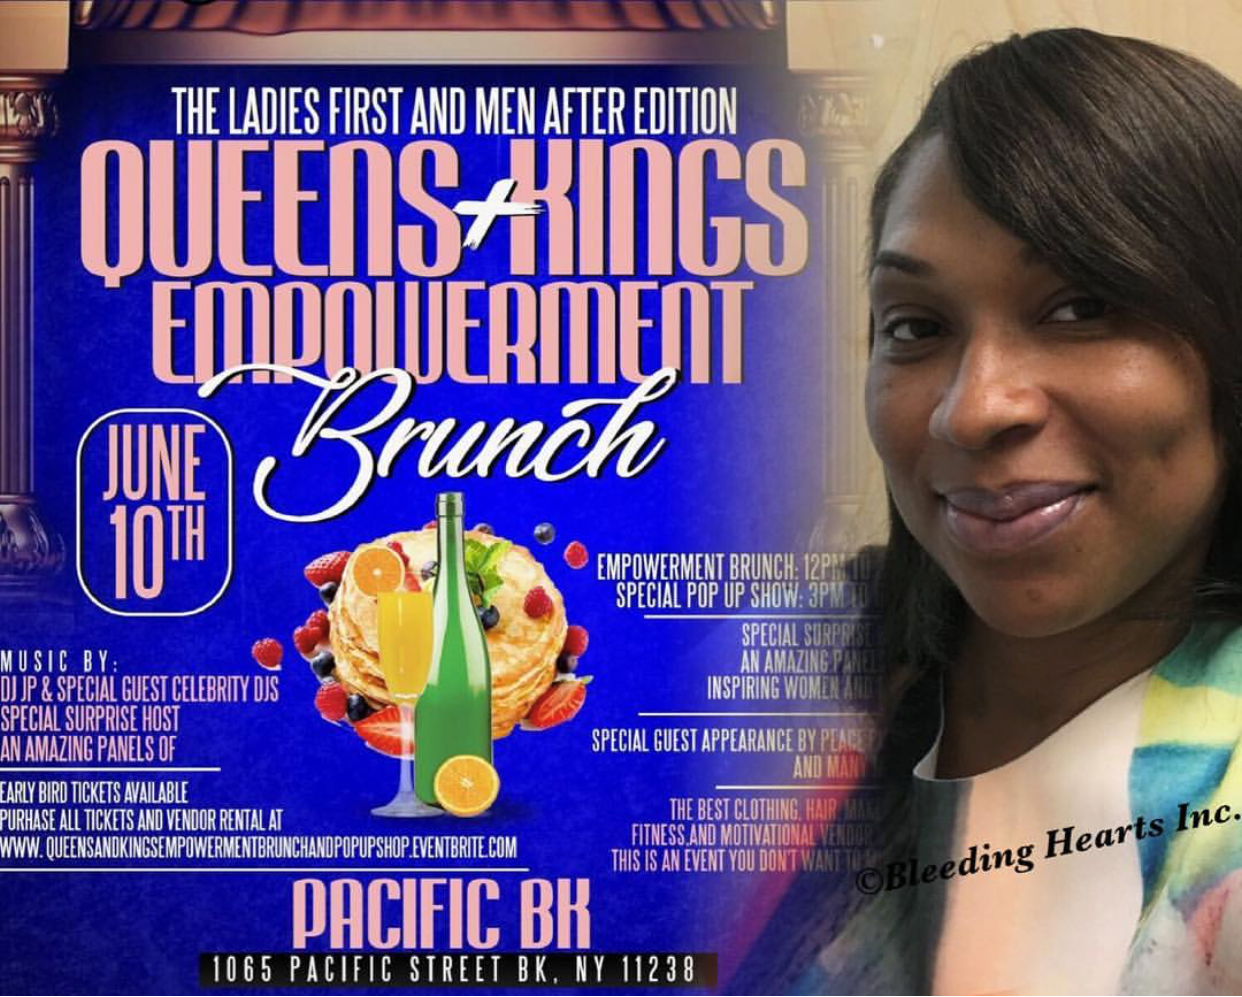 THE LADIES FIRST AND MEN AFTER EDITION
QUEENS + KINGS
EMPOWERMENT
Brunch
JUNE
10TH
EMPOWERMENT BRUNCH: 12PM
SPECIAL POP UP SHOW: 3PM TO
SPECIAL SURPRISE
AN AMAZING PANEL
INSPIRING WOMEN AND
SPECIAL GUEST APPEARANCE BY PEACE
AND MANY
THE BEST CLOTHING, HAIR, MAK
FITNESS,AND MOTIVATIONAL VENDOR
THIS IS AN EVENT YOU DON'T WANT TO
MUSIC BY:
DJ JP & SPECIAL GUEST CELEBRITY DJS
SPECIAL SURPRISE HOST
AN AMAZING PANELS OF
EARLY BIRD TICKETS AVAILABLE
PURHASE ALL TICKETS AND VENDOR RENTAL AT
WWW. QUEENSANDKINGSEMPOWERMENTBRUNCHANDPOPUPSHOP.EVENTBRITE.COM
PACIFIC BK
1065 PACIFIC STREET BK, NY 11238
©Bleeding Hearts Inc.